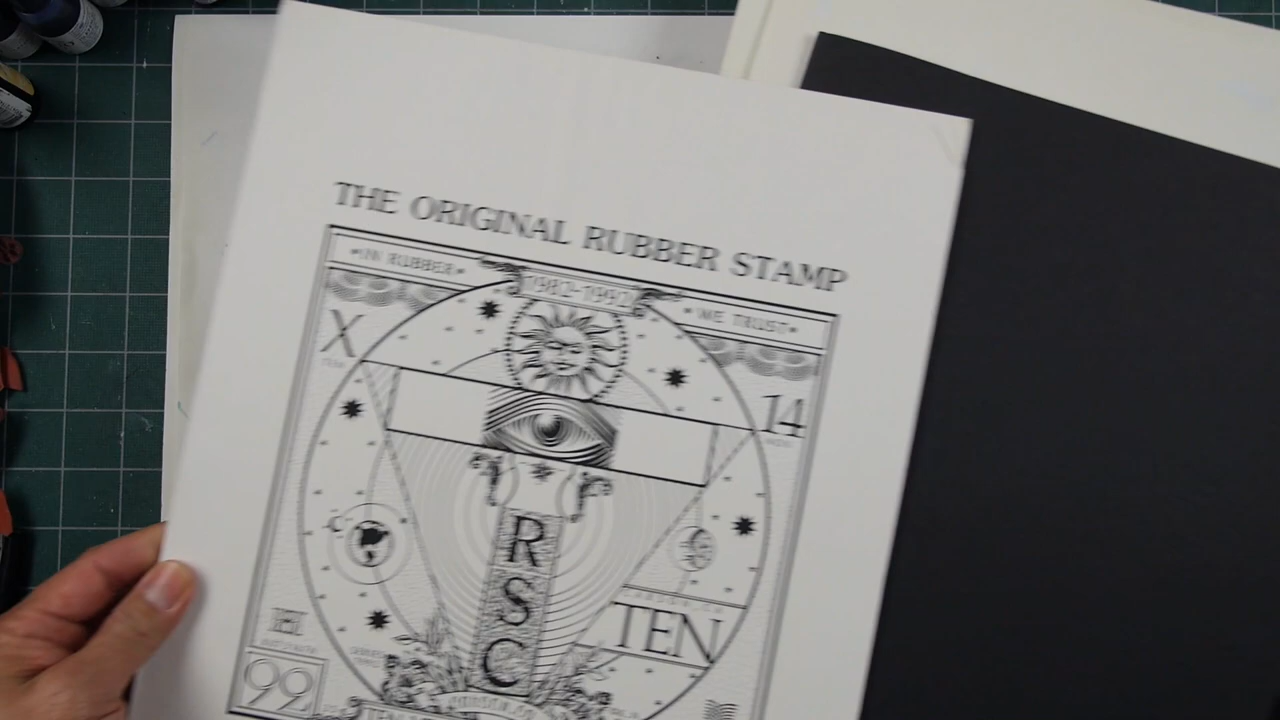 THE ORIGINAL RUBBER STAMP
•IN RUBBER•
1982-1992
•WE TRUST•
X
14
R
S
C
TEN
99